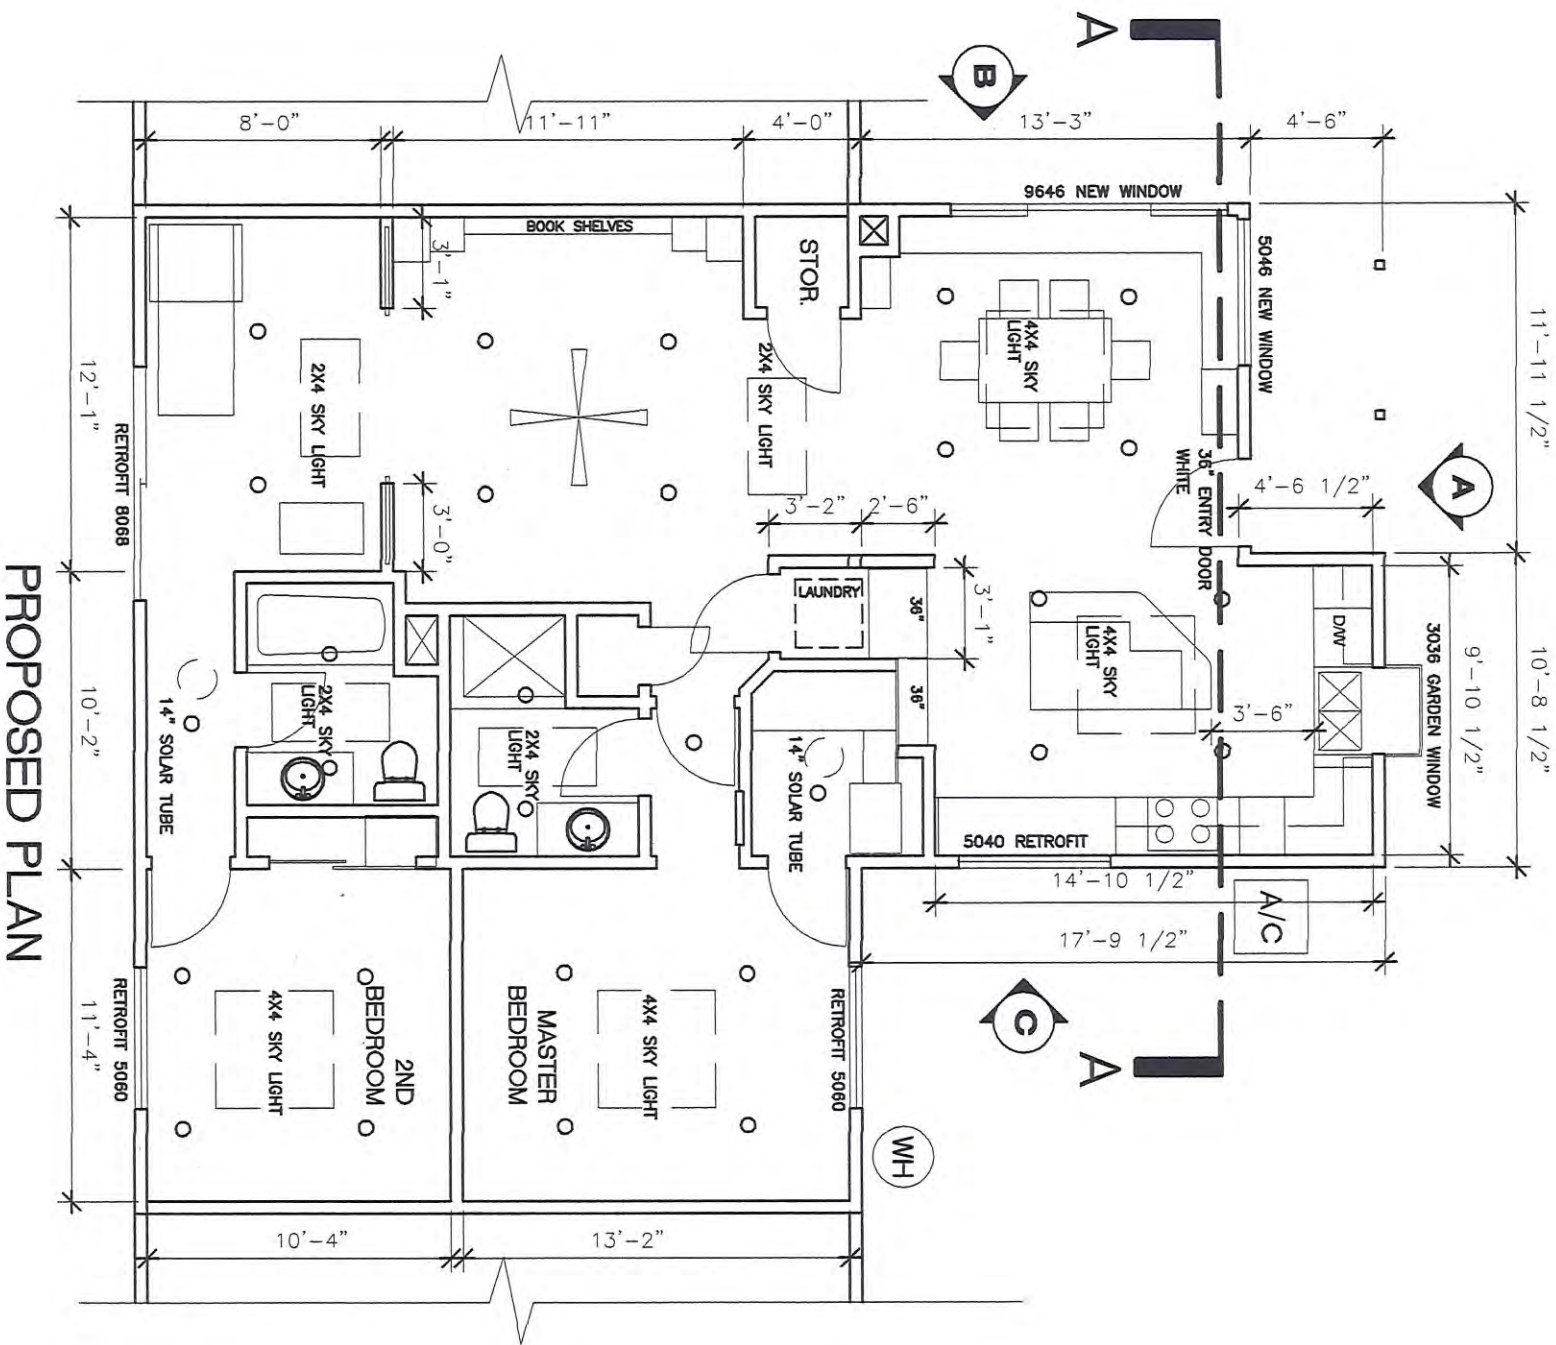 A
B
8'-0"
11'-11"
4'-0"
13'-3"
4'-6"
9646 NEW WINDOW
5046 NEW WINDOW
11'-11 1/2"
BOOK SHELVES
3'-1"
STOR.
4X4 SKY
LIGHT
2X4 SKY LIGHT
2X4 SKY LIGHT
12'-1"
RETROFIT 8068
3'-0"
3'-2"
2'-6"
36" ENTRY DOOR
WHITE
4'-6 1/2"
A
LAUNDRY
36"
3'-1"
36"
4X4 SKY
LIGHT
D/W
3036 GARDEN WINDOW
9'-10 1/2"
10'-8 1/2"
3'-6"
10'-2"
14" SOLAR TUBE
2X4 SKY
LIGHT
2X4 SKY
LIGHT
14" SOLAR TUBE
5040 RETROFIT
14'-10 1/2"
A/C
17'-9 1/2"
C
A
11'-4"
RETROFIT 5060
4X4 SKY LIGHT
2ND
BEDROOM
MASTER
BEDROOM
4X4 SKY LIGHT
RETROFIT 5060
WH
10'-4"
13'-2"
PROPOSED PLAN